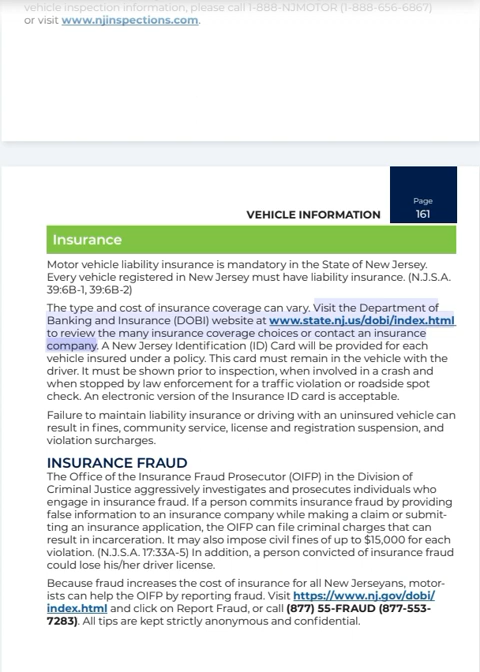 vehicle inspection information, please call 1-888-NJMOTOR (1-888-656-6867)
or visit www.njinspections.com.
Page
VEHICLE INFORMATION 161
Insurance
Motor vehicle liability insurance is mandatory in the State of New Jersey.
Every vehicle registered in New Jersey must have liability insurance. (N.J.S.A.
39:6B-1, 39:6B-2)
The type and cost of insurance coverage can vary. Visit the Department of
Banking and Insurance (DOBI) website at www.state.nj.us/dobi/index.html
to review the many insurance coverage choices or contact an insurance
company. A New Jersey Identification (ID) Card will be provided for each
vehicle insured under a policy. This card must remain in the vehicle with the
driver. It must be shown prior to inspection, when involved in a crash and
when stopped by law enforcement for a traffic violation or roadside spot
check. An electronic version of the Insurance ID card is acceptable.
Failure to maintain liability insurance or driving with an uninsured vehicle can
result in fines, community service, license and registration suspension, and
violation surcharges.
INSURANCE FRAUD
The Office of the Insurance Fraud Prosecutor (OIFP) in the Division of
Criminal Justice aggressively investigates and prosecutes individuals who
engage in insurance fraud. If a person commits insurance fraud by providing
false information to an insurance company while making a claim or submit-
ting an insurance application, the OIFP can file criminal charges that can
result in incarceration. It may also impose civil fines of up to $15,000 for each
violation. (N.J.S.A. 17:33A-5) In addition, a person convicted of insurance fraud
could lose his/her driver license.
Because fraud increases the cost of insurance for all New Jerseyans, motor-
ists can help the OIFP by reporting fraud. Visit https://www.nj.gov/dobi/
index.html and click on Report Fraud, or call (877) 55-FRAUD (877-553-
7283). All tips are kept strictly anonymous and confidential.